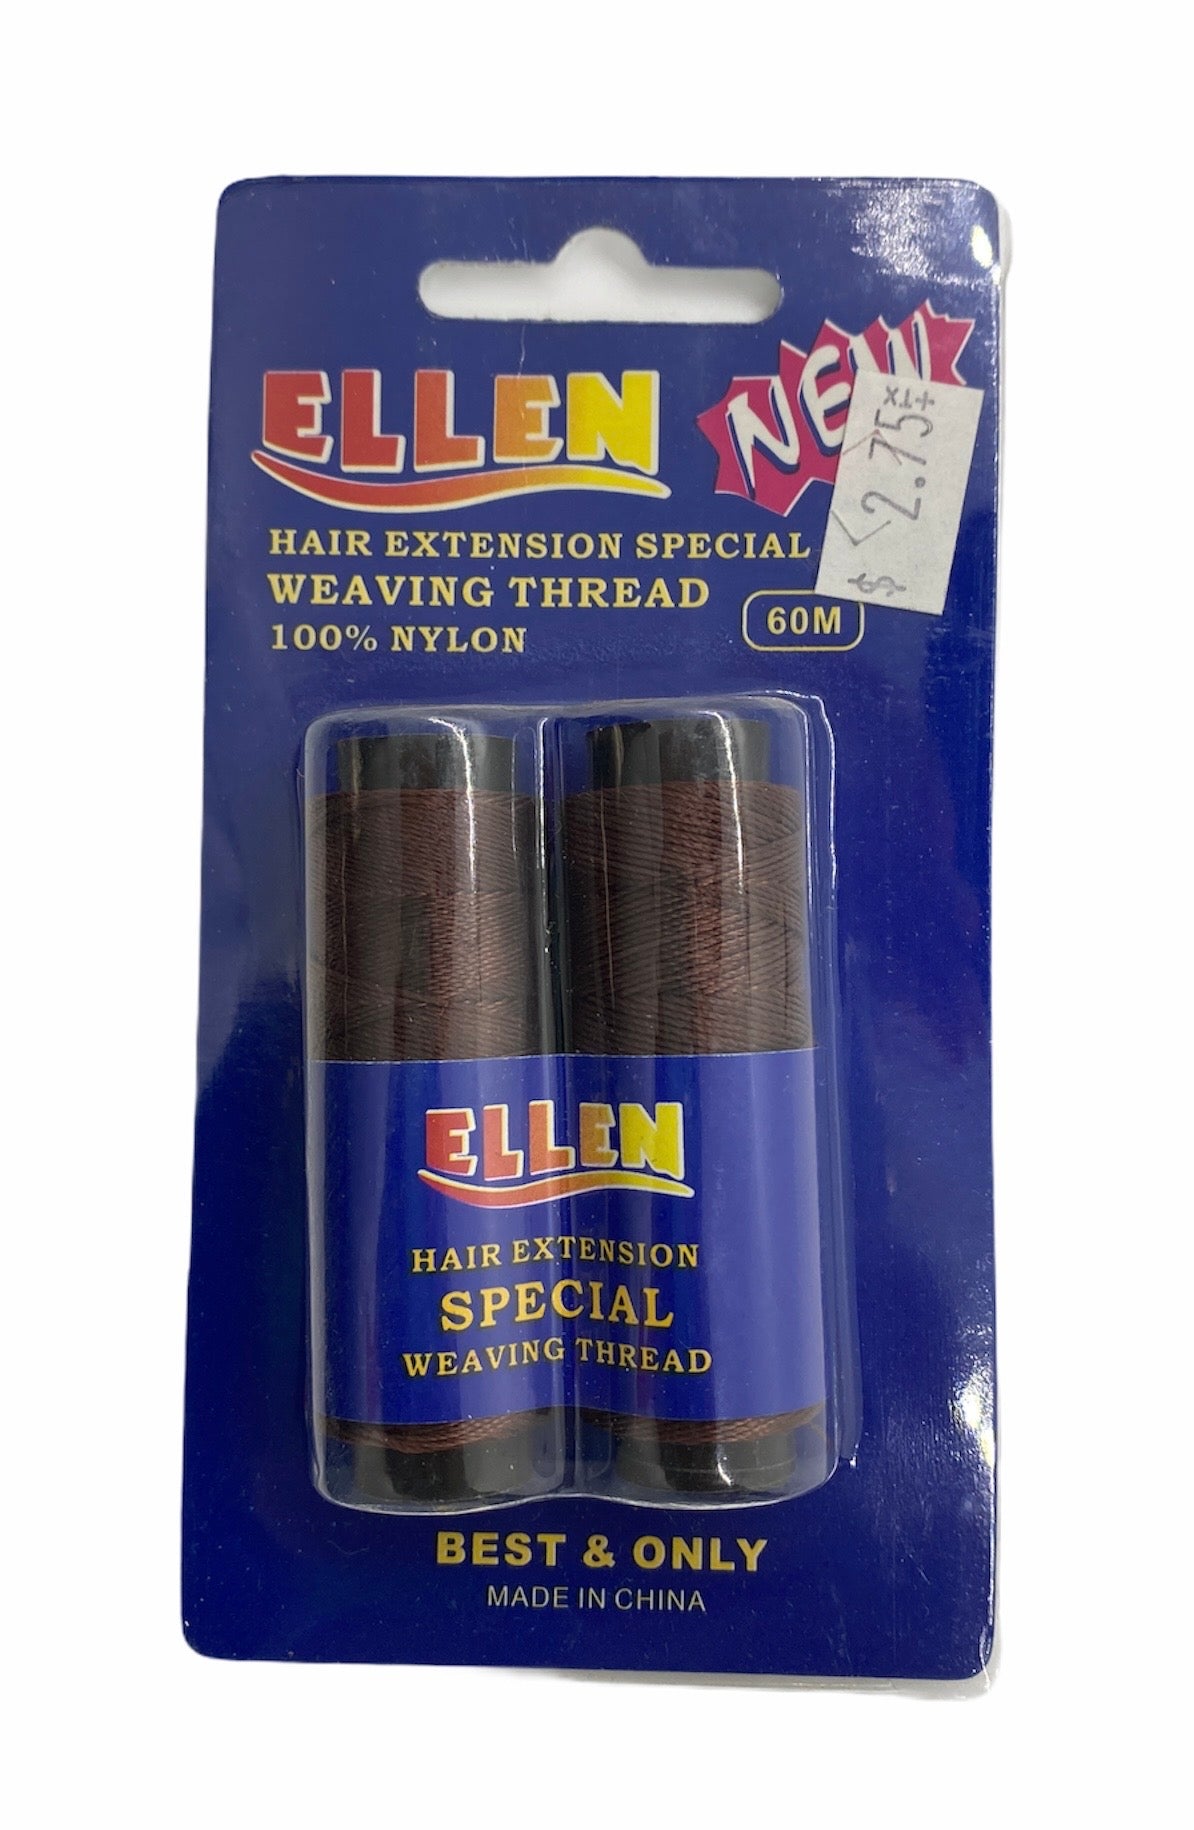 ELLEN
NEW
$ 2.75 +TX
HAIR EXTENSION SPECIAL
WEAVING THREAD
60M
100% NYLON
ELLEN
HAIR EXTENSION
SPECIAL
WEAVING THREAD
BEST & ONLY
MADE IN CHINA